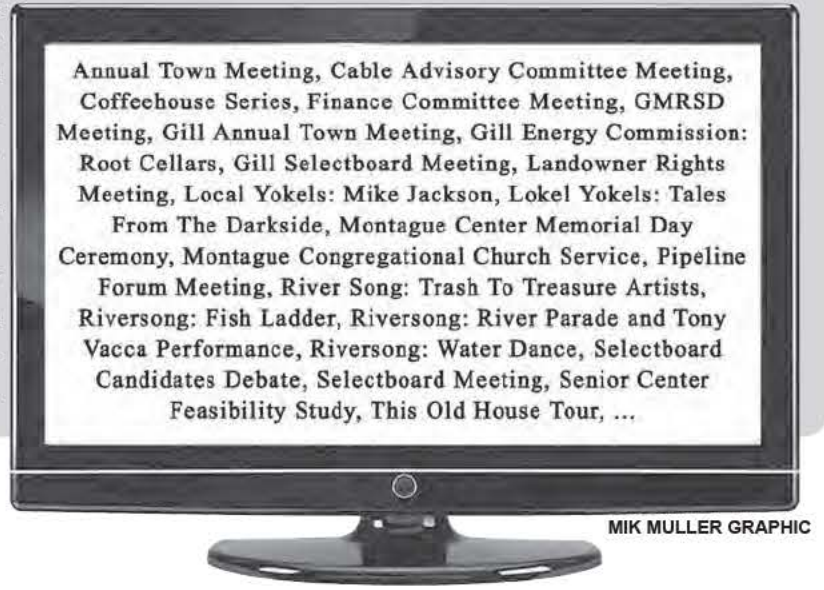 Annual Town Meeting, Cable Advisory Committee Meeting,
Coffeehouse Series, Finance Committee Meeting, GMRSD
Meeting, Gill Annual Town Meeting, Gill Energy Commission:
Root Cellars, Gill Selectboard Meeting, Landowner Rights
Meeting, Local Yokels: Mike Jackson, Lokel Yokels: Tales
From The Darkside, Montague Center Memorial Day
Ceremony, Montague Congregational Church Service, Pipeline
Forum Meeting, River Song: Trash To Treasure Artists,
Riversong: Fish Ladder, Riversong: River Parade and Tony
Vacca Performance, Riversong: Water Dance, Selectboard
Candidates Debate, Selectboard Meeting, Senior Center
Feasibility Study, This Old House Tour, ...
MIK MULLER GRAPHIC